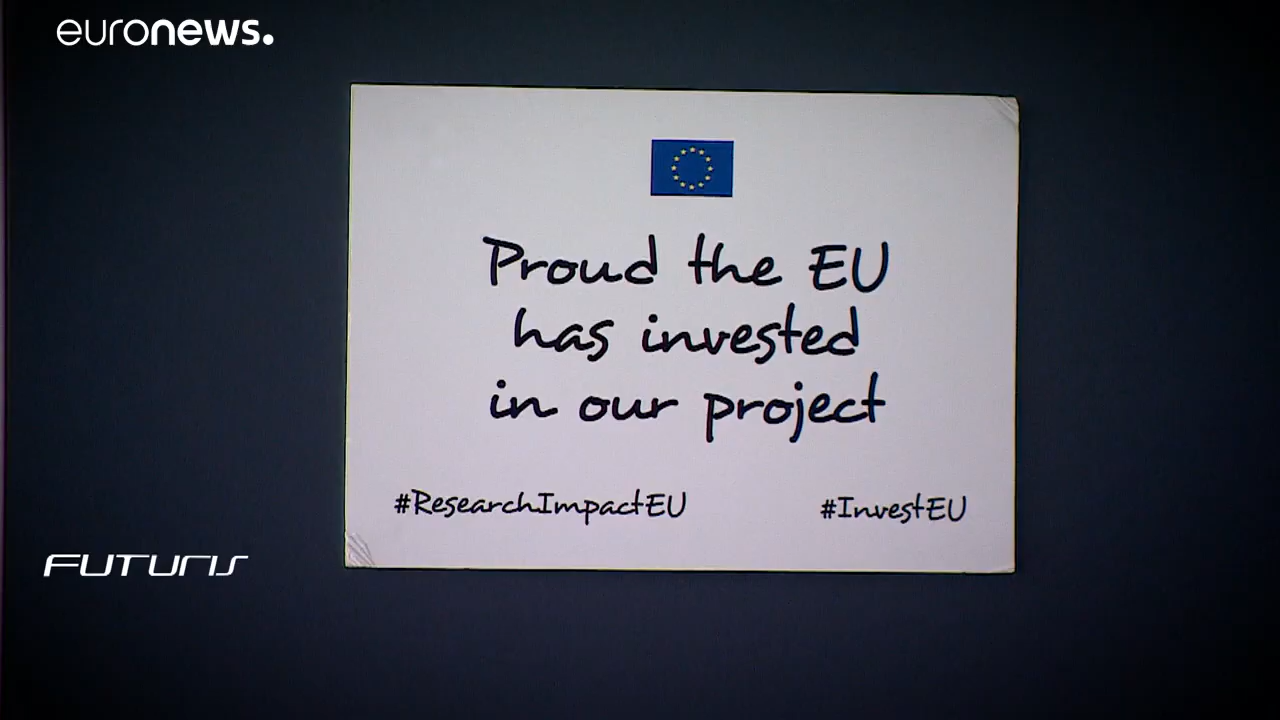 euronews.
Proud the EU
has invested
in our project
#ResearchImpactEU
#InvestEU
FUTURIS